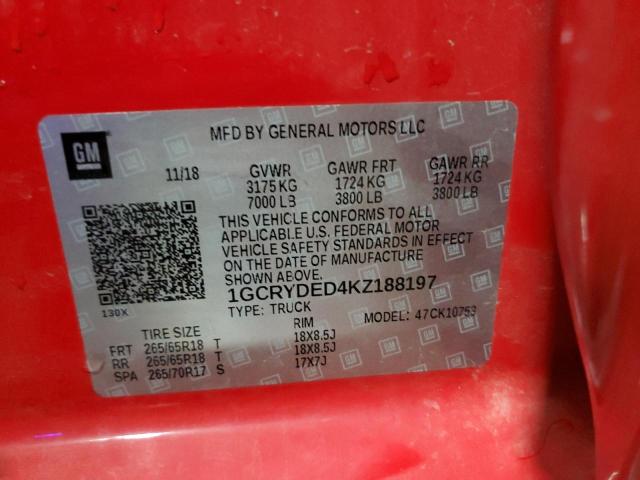 GM
MFD BY GENERAL MOTORS LLC
11/18 GVWR GAWR FRT GAWR RR
3175 KG 1724 KG 1724 KG
7000 LB 3800 LB 3800 LB
THIS VEHICLE CONFORMS TO ALL
APPLICABLE U.S. FEDERAL MOTOR
VEHICLE SAFETY STANDARDS IN EFFECT
ON THE DATE OF MANUFACTURE
SHOWN ABOVE.
1GCRYDED4KZ188197
130X
TYPE: TRUCK MODEL: 47CK10753
TIRE SIZE RIM
FRT 265/65R18 T 18X8.5J
RR 265/65R18 T 18X8.5J
SPA 265/70R17 S 17X7J